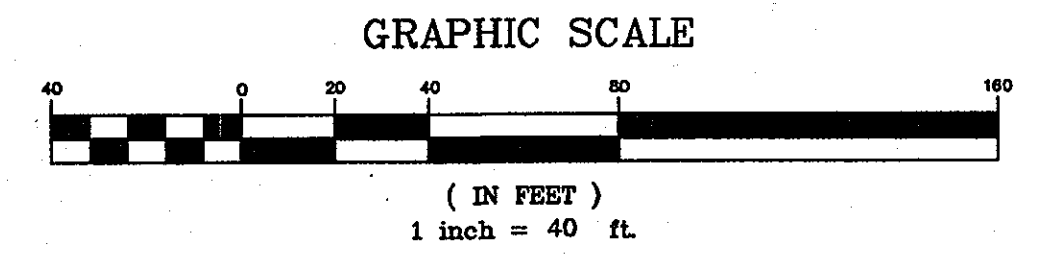 GRAPHIC SCALE
40 0 20 40 80 160
( IN FEET )
1 inch = 40 ft.